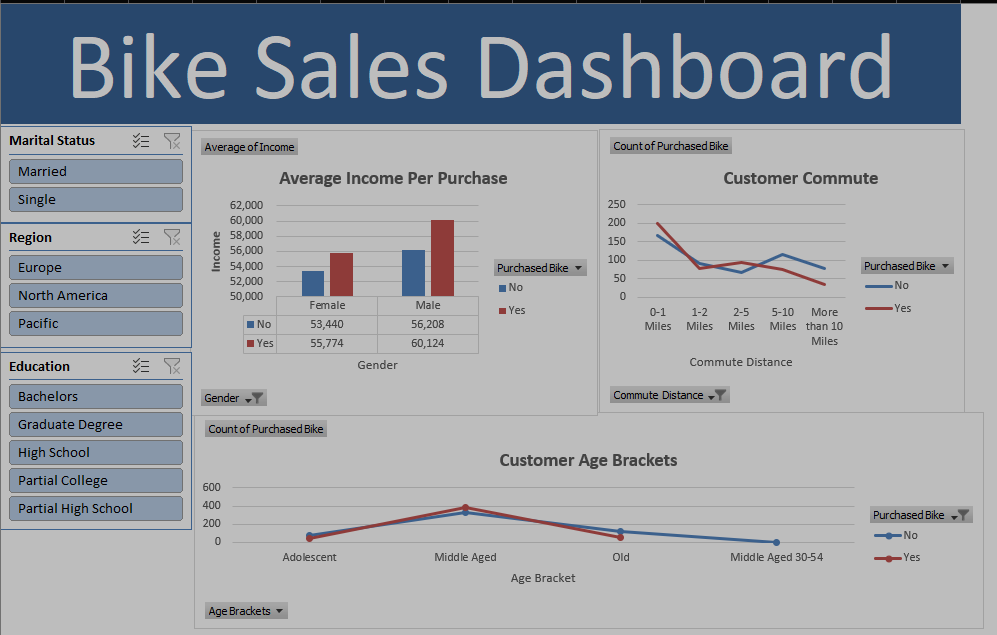 Bike Sales Dashboard
Marital Status
Married
Single
Region
Europe
North America
Pacific
Education
Bachelors
Graduate Degree
High School
Partial College
Partial High School
Average of Income
Average Income Per Purchase
Income
62,000
60,000
58,000
56,000
54,000
52,000
50,000
Female Male
No 53,440 56,208
Yes 55,774 60,124
Gender
Purchased Bike
No
Yes
Gender
Count of Purchased Bike
Customer Commute
250
200
150
100
50
0
0-1 Miles
1-2 Miles
2-5 Miles
5-10 Miles
More than 10 Miles
Commute Distance
Purchased Bike
No
Yes
Commute Distance
Count of Purchased Bike
Customer Age Brackets
600
400
200
0
Adolescent Middle Aged Old Middle Aged 30-54
Age Bracket
Purchased Bike
No
Yes
Age Brackets